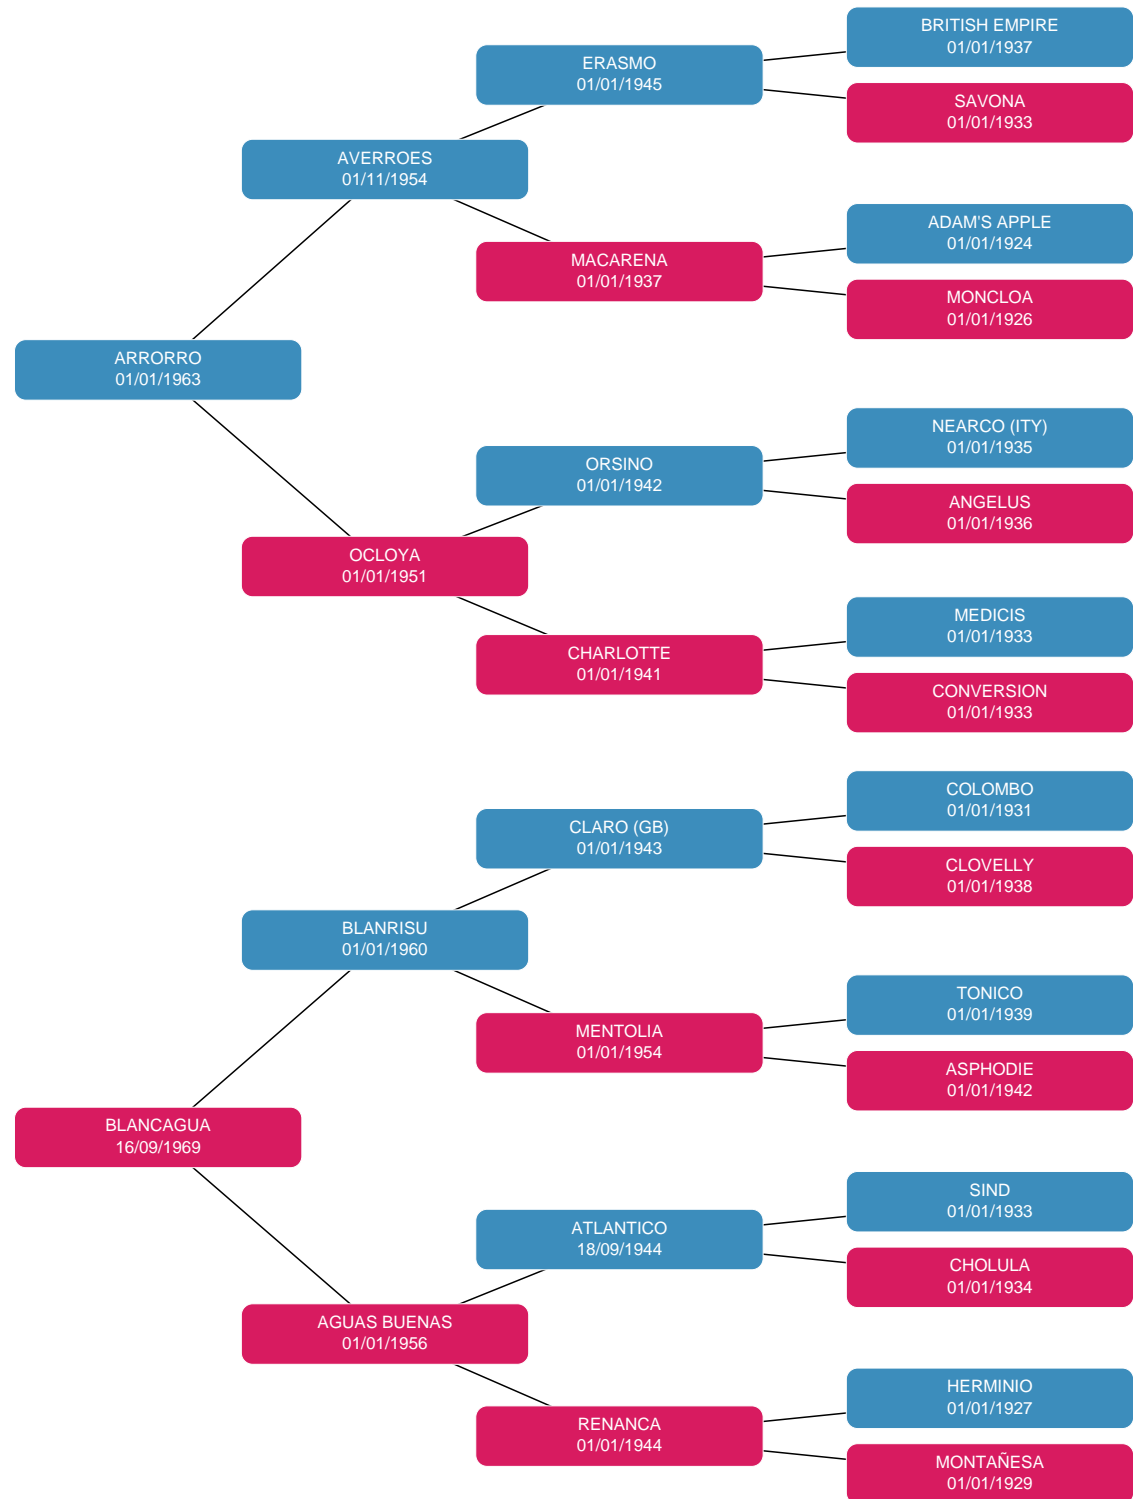 BRITISH EMPIRE
01/01/1937
ERASMO
01/01/1945
SAVONA
01/01/1933
AVERROES
01/11/1954
ADAM'S APPLE
01/01/1924
MACARENA
01/01/1937
MONCLOA
01/01/1926
ARRORRO
01/01/1963
NEARCO (ITY)
01/01/1935
ORSINO
01/01/1942
ANGELUS
01/01/1936
OCLOYA
01/01/1951
MEDICIS
01/01/1933
CHARLOTTE
01/01/1941
CONVERSION
01/01/1933
COLOMBO
01/01/1931
CLARO (GB)
01/01/1943
CLOVELLY
01/01/1938
BLANRISU
01/01/1960
TONICO
01/01/1939
MENTOLIA
01/01/1954
ASPHODIE
01/01/1942
BLANCAGUA
16/09/1969
SIND
01/01/1933
ATLANTICO
18/09/1944
CHOLULA
01/01/1934
AGUAS BUENAS
01/01/1956
HERMINIO
01/01/1927
RENANCA
01/01/1944
MONTAÑESA
01/01/1929